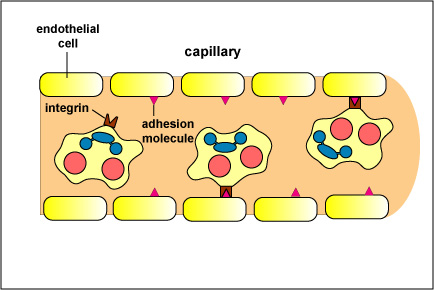 endothelial
cell
capillary
integrin
adhesion
molecule